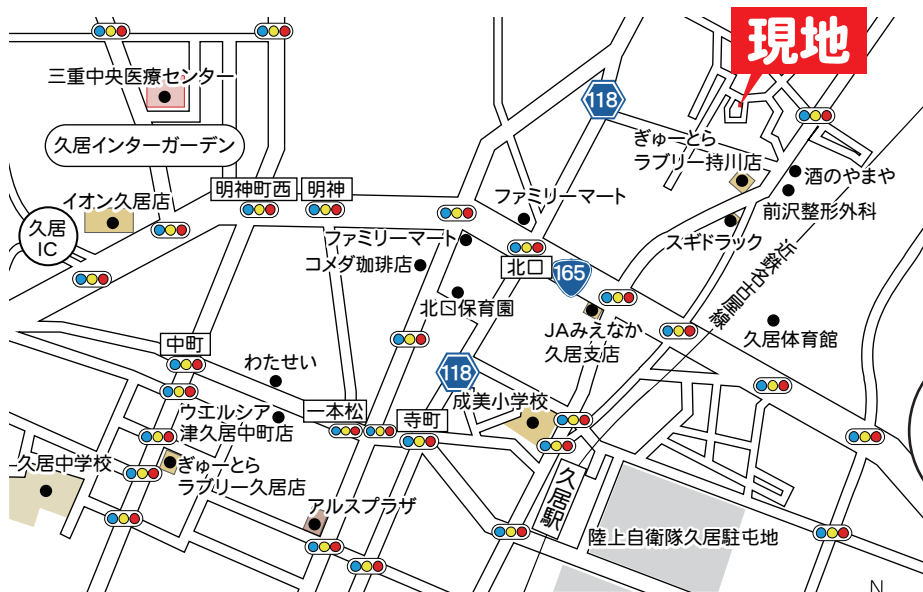 現地
三重中央医療センター
118
ぎゅーとら
ラブリー持川店
久居インターガーデン
酒のやまや
前沢整形外科
明神町西
明神
ファミリーマート
イオン久居店
久居
IC
スギドラック
ファミリーマート
コメダ珈琲店
北口
165
近鉄名古屋線
北口保育園
JAみえなか
久居支店
久居体育館
中町
わたせい
118
成美小学校
ウエルシア
津久居中町店
一本松
寺町
久居中学校
ぎゅーとら
ラブリー久居店
久居駅
アルスプラザ
陸上自衛隊久居駐屯地
N